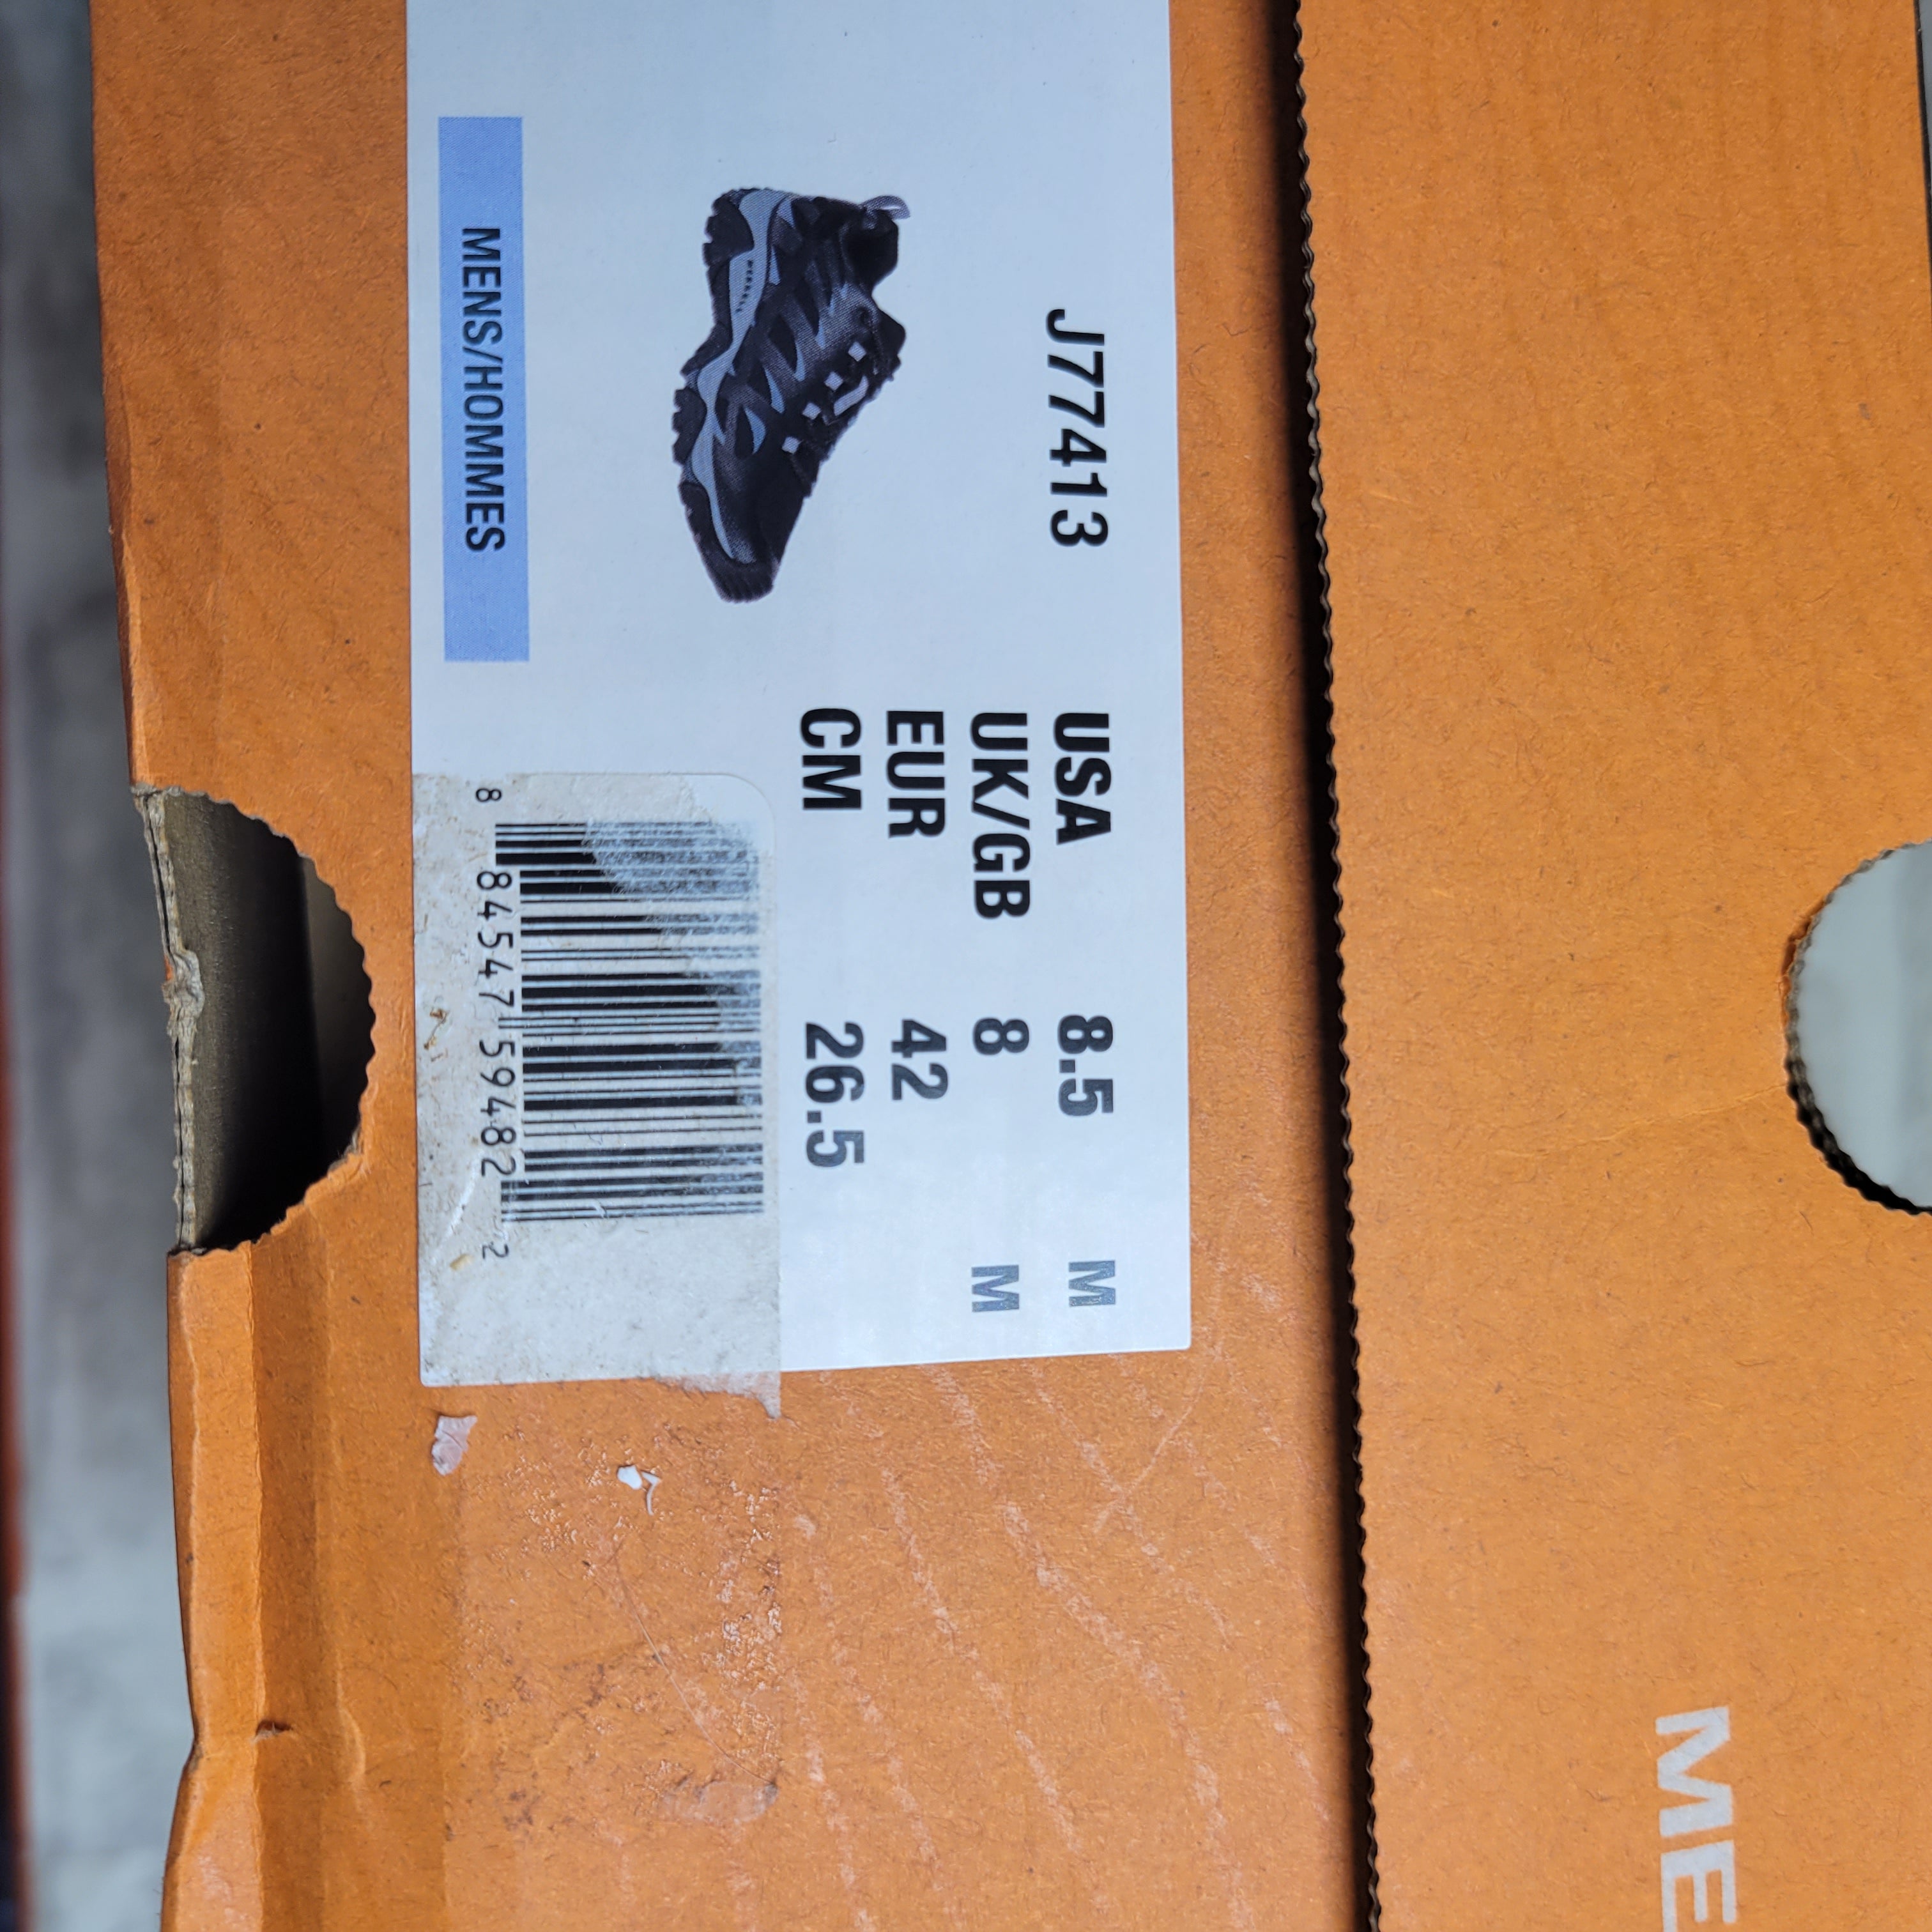 J77413
MENS/HOMMES
USA 8.5 M
UK/GB 8 M
EUR 42
CM 26.5
8 84547 59482 2
ME